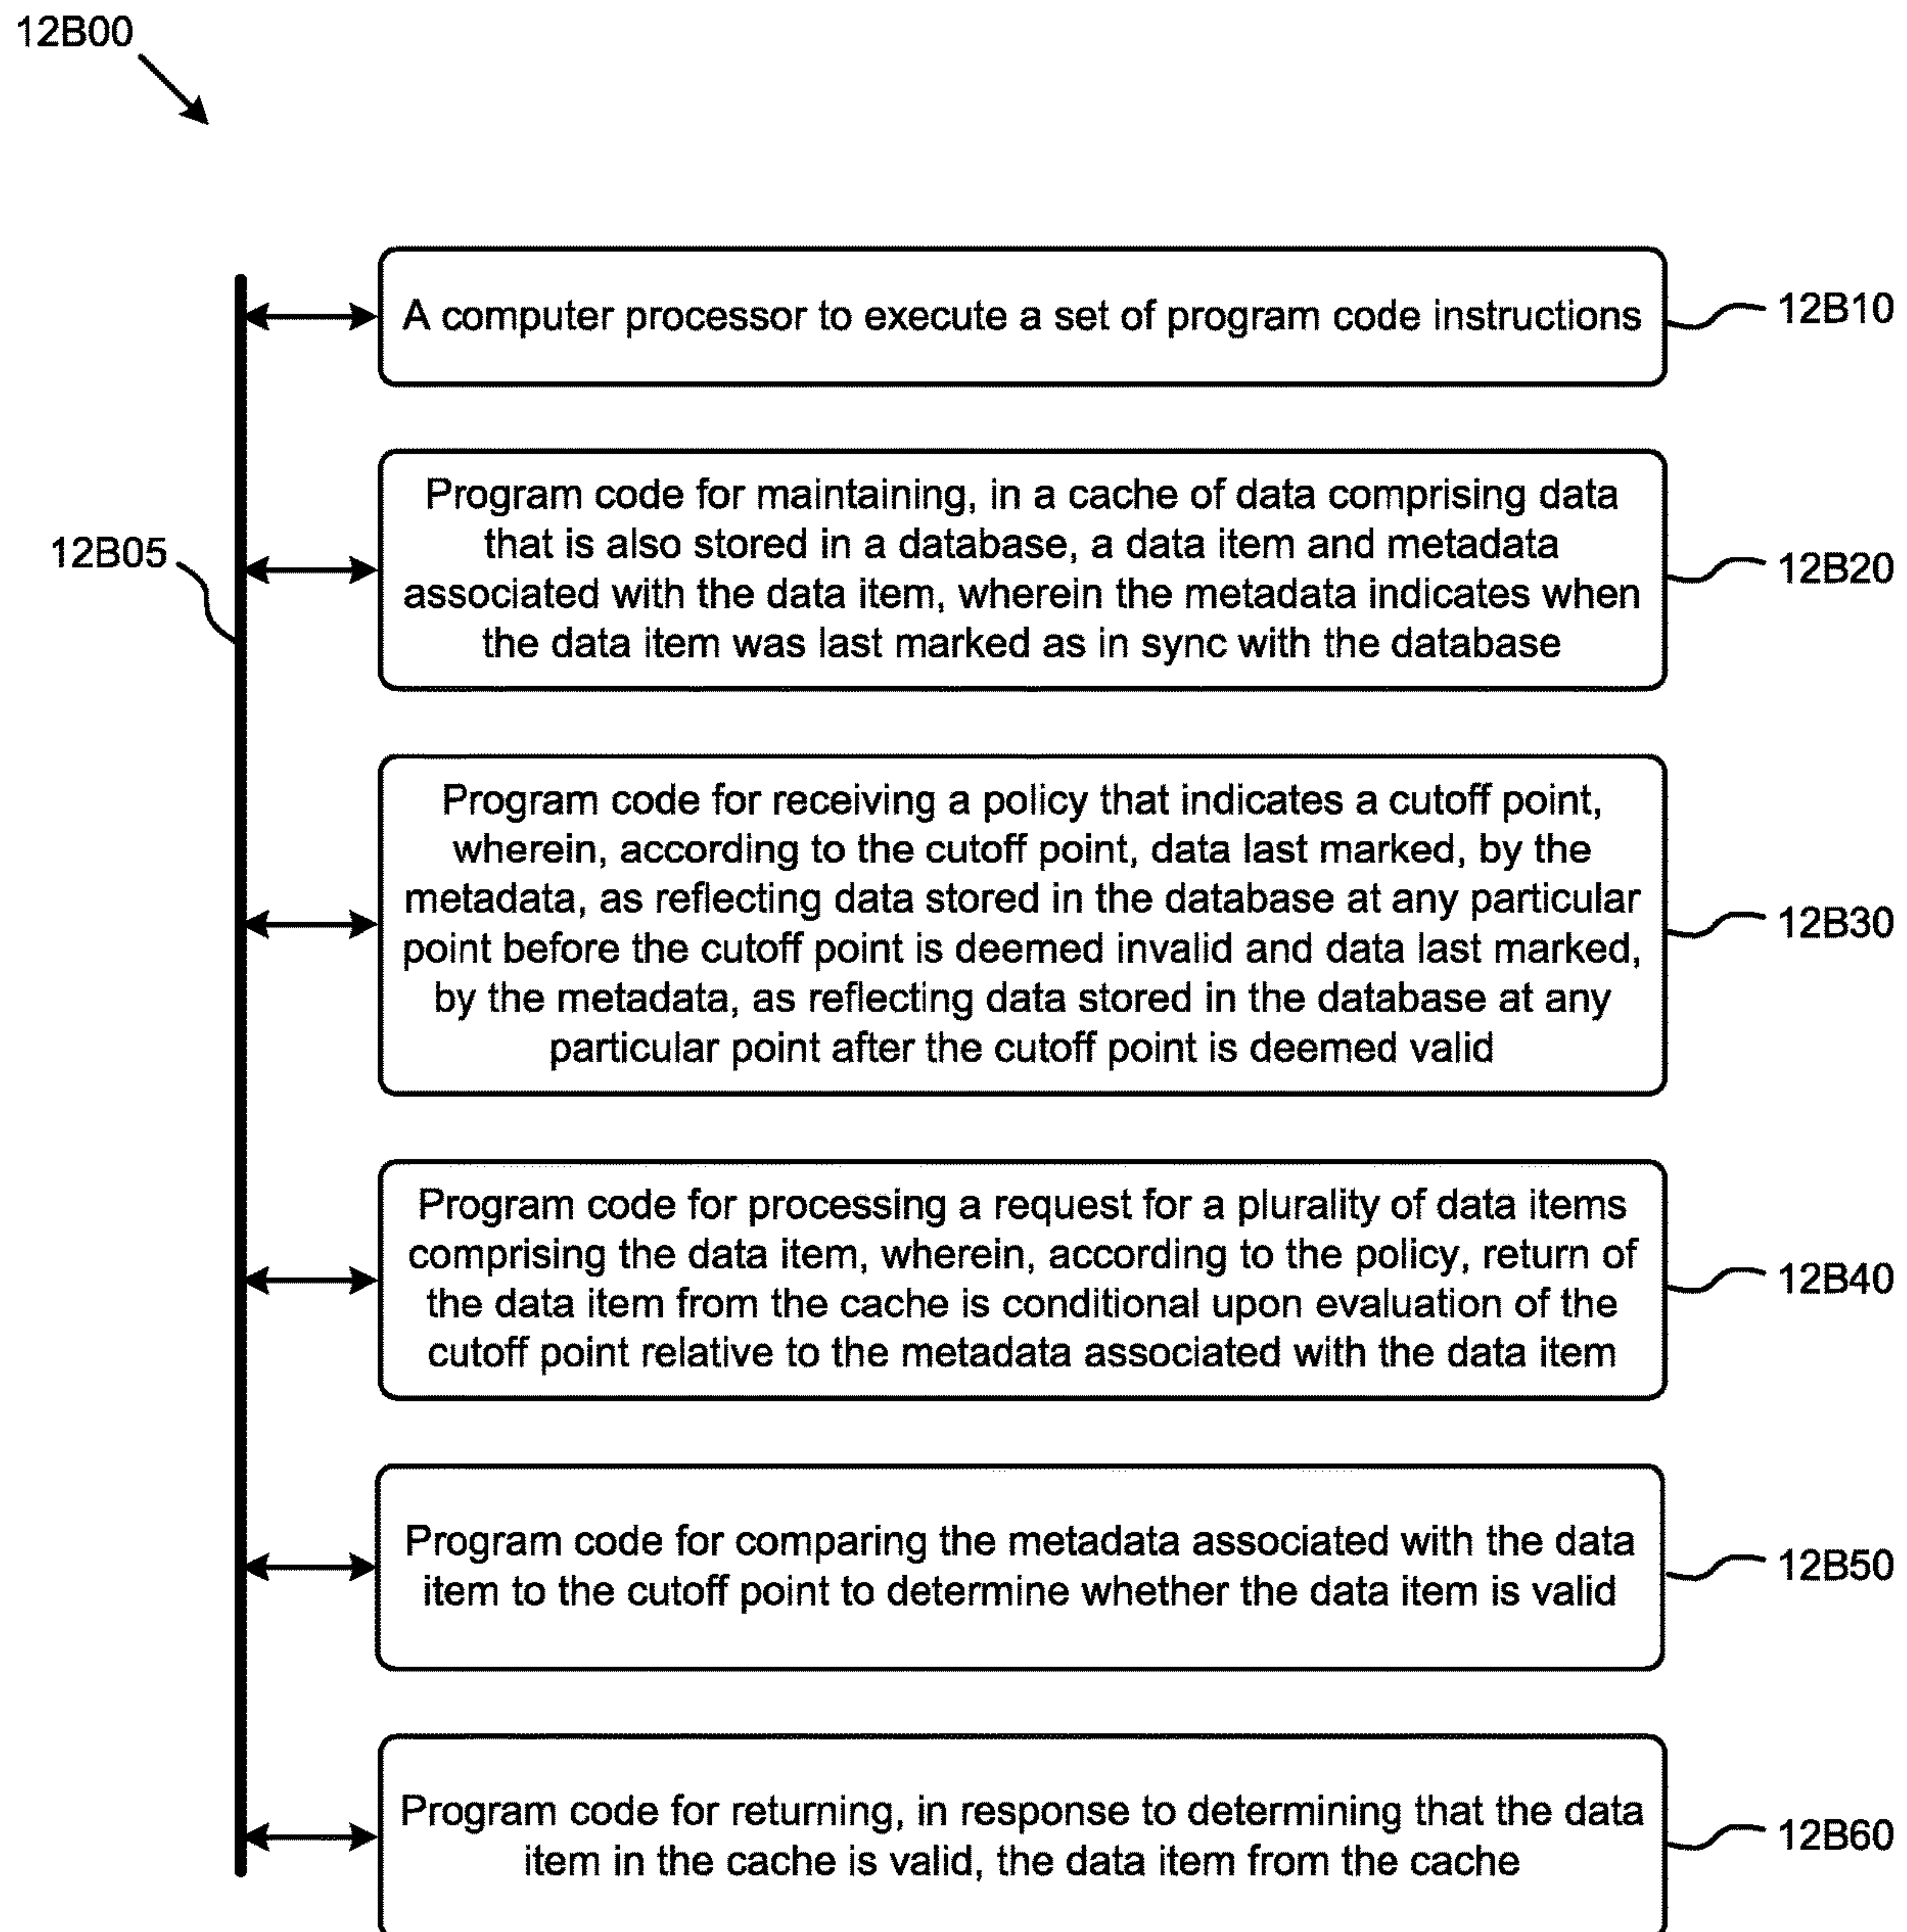 12B00
A computer processor to execute a set of program code instructions
12B10
Program code for maintaining, in a cache of data comprising data
that is also stored in a database, a data item and metadata
associated with the data item, wherein the metadata indicates when
the data item was last marked as in sync with the database
12B05
12B20
Program code for receiving a policy that indicates a cutoff point,
wherein, according to the cutoff point, data last marked, by the
metadata, as reflecting data stored in the database at any particular
point before the cutoff point is deemed invalid and data last marked,
by the metadata, as reflecting data stored in the database at any
particular point after the cutoff point is deemed valid
12B30
Program code for processing a request for a plurality of data items
comprising the data item, wherein, according to the policy, return of
the data item from the cache is conditional upon evaluation of the
cutoff point relative to the metadata associated with the data item
12B40
Program code for comparing the metadata associated with the data
item to the cutoff point to determine whether the data item is valid
12B50
Program code for returning, in response to determining that the data
item in the cache is valid, the data item from the cache
12B60